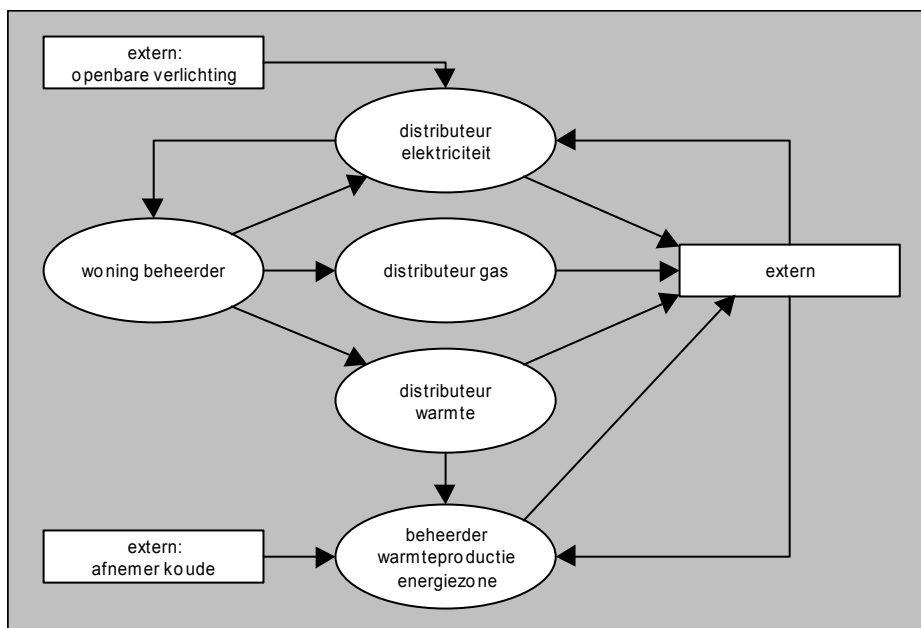 extern:
openbare verlichting
distributeur
elektriciteit
woning beheerder
distributeur gas
extern
distributeur
warmte
extern:
afnemer koude
beheerder
warmteproductie
energiezone